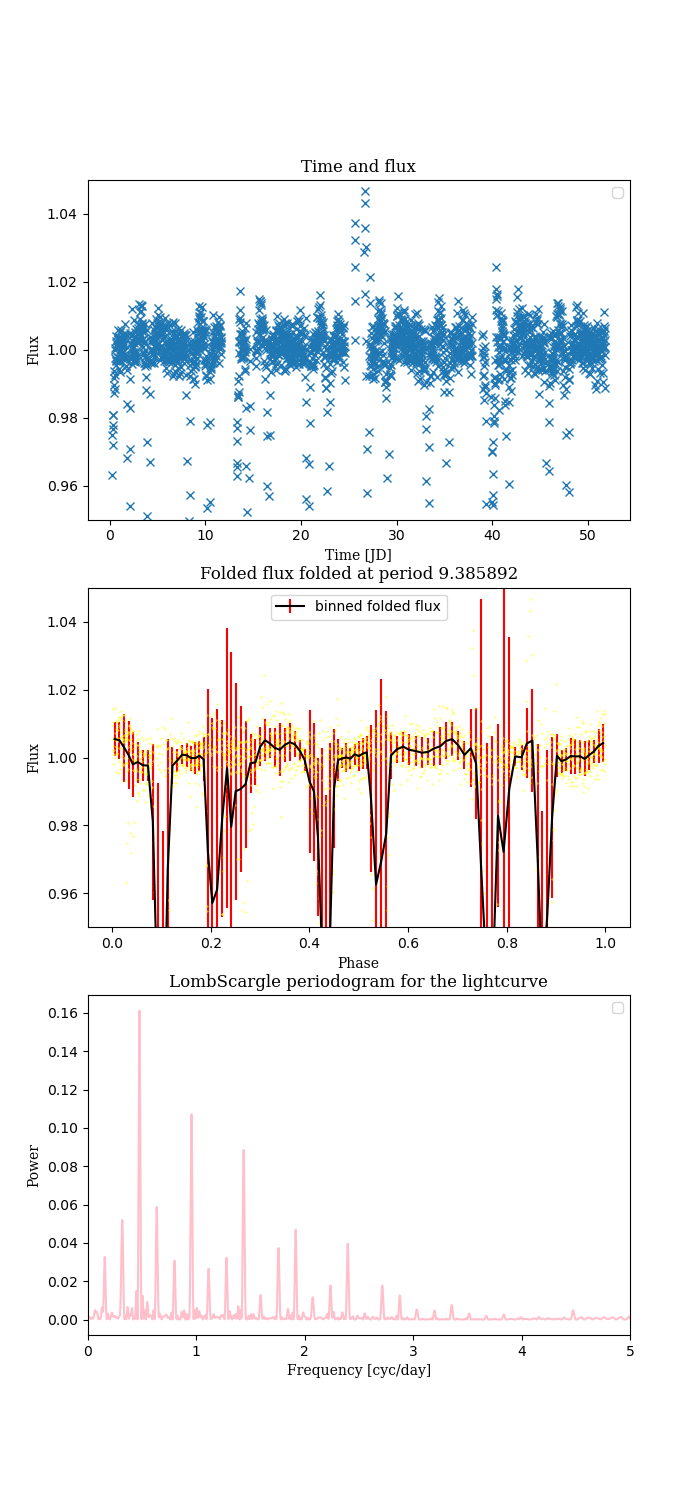 Time and flux
1.04
1.02
1.00
0.98
0.96
Flux
0 10 20 30 40 50
Time [JD]
Folded flux folded at period 9.385892
binned folded flux
1.04
1.02
1.00
0.98
0.96
Flux
0.0 0.2 0.4 0.6 0.8 1.0
Phase
LombScargle periodogram for the lightcurve
0.16
0.14
0.12
0.10
0.08
0.06
0.04
0.02
0.00
Power
0 1 2 3 4 5
Frequency [cyc/day]